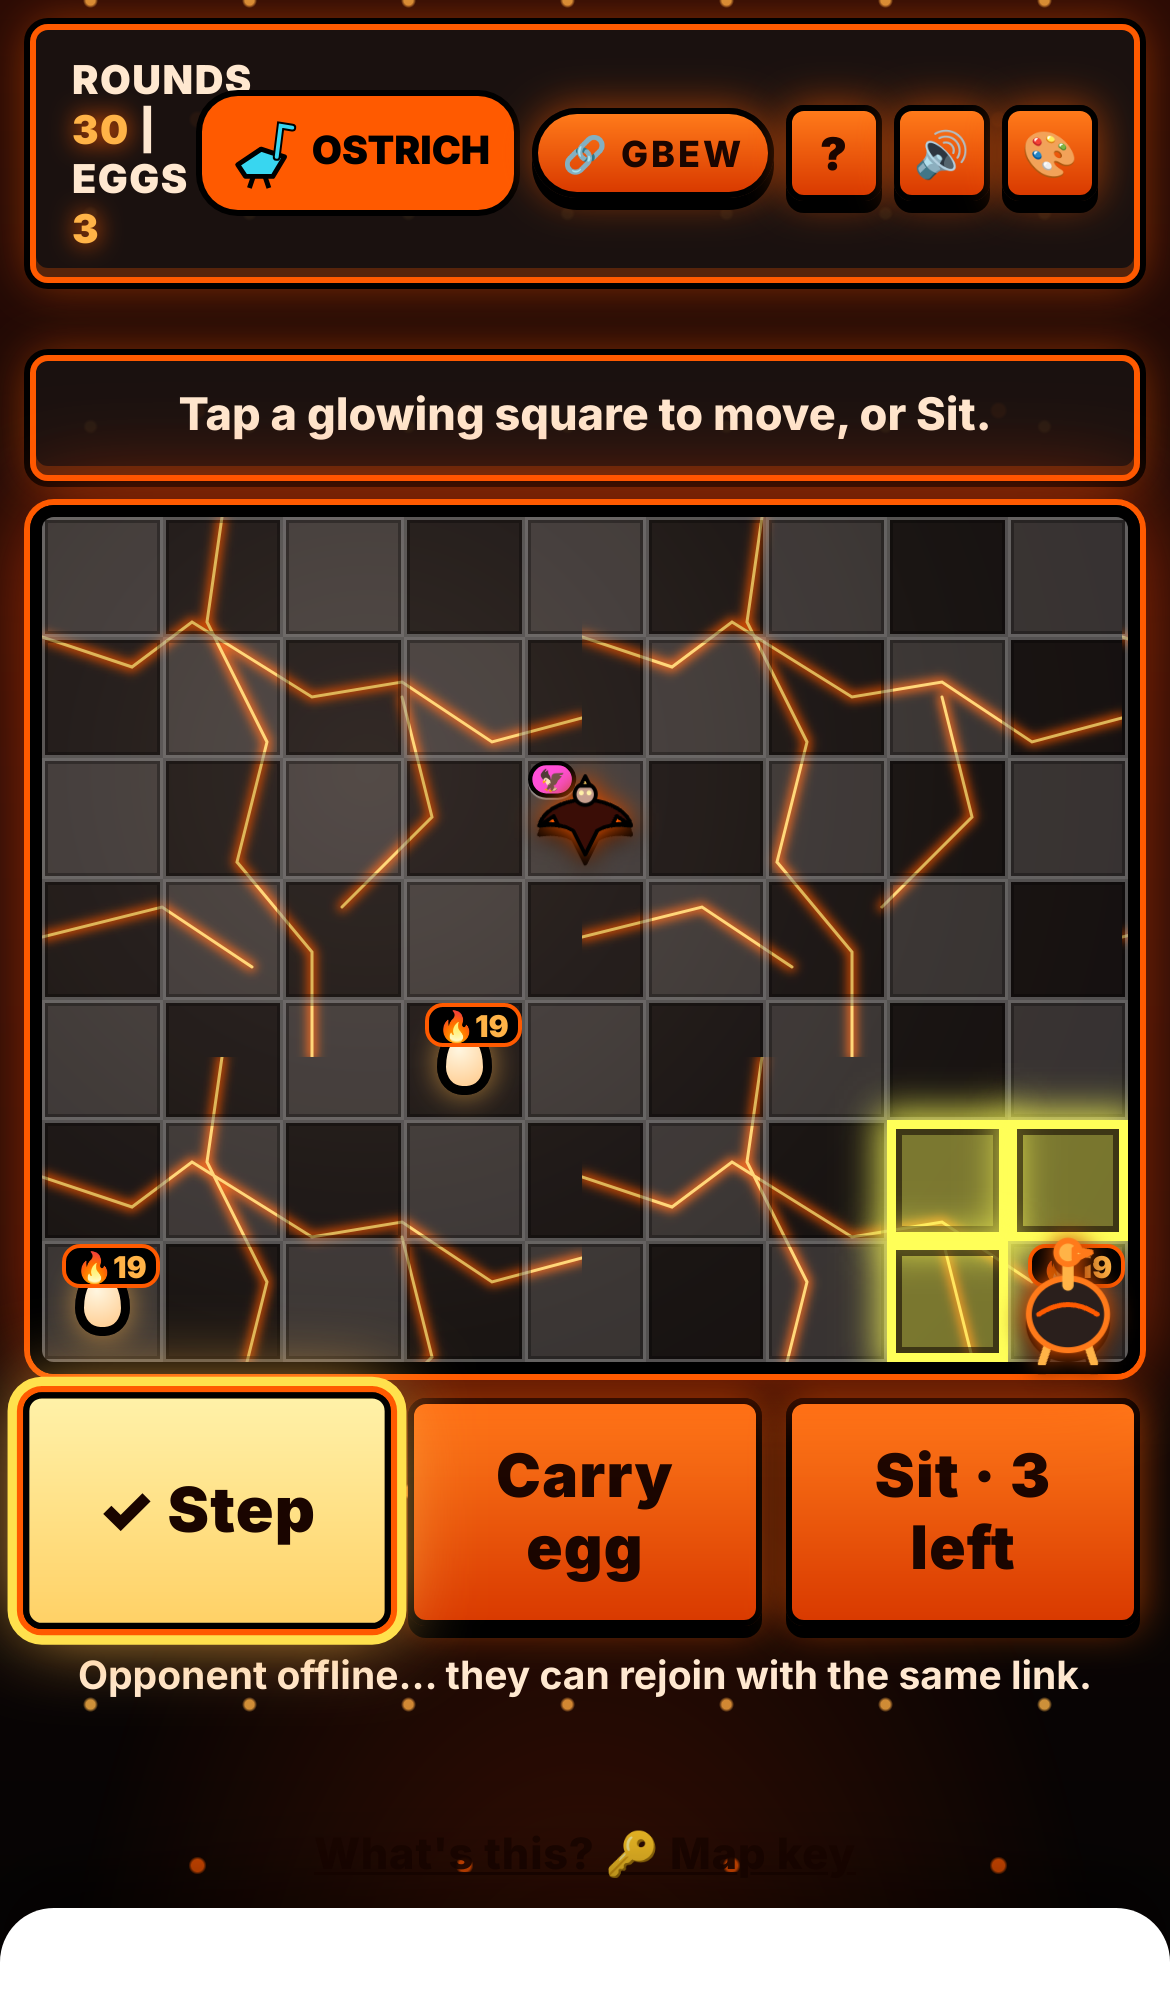 ROUNDS
30 |
EGGS
3
OSTRICH
GBEW
?
Tap a glowing square to move, or Sit.
19
19
19
✓ Step
Carry
egg
Sit · 3
left
Opponent offline... they can rejoin with the same link.
What's this? 🔑 Map key